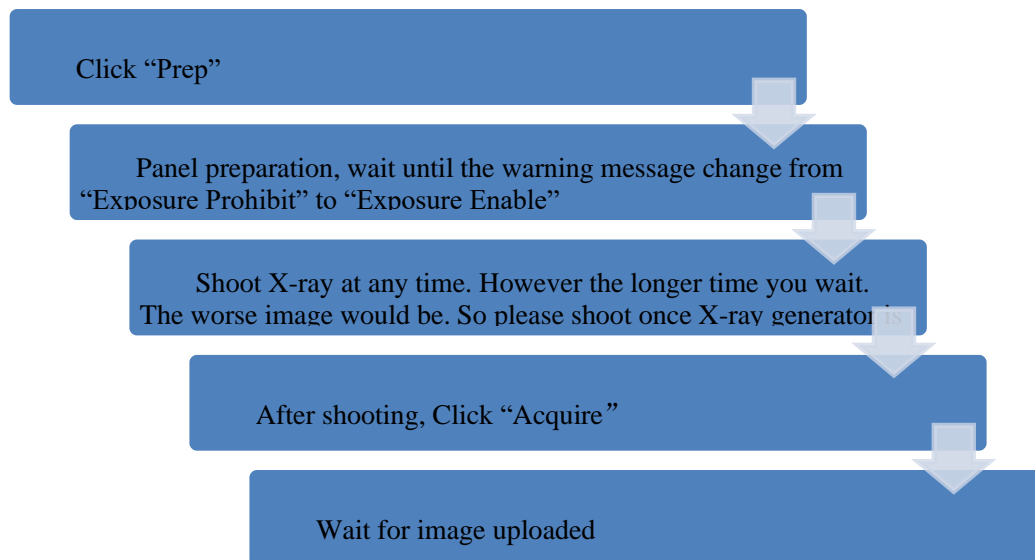 Click “Prep”
Panel preparation, wait until the warning message change from
“Exposure Prohibit” to “Exposure Enable”
Shoot X-ray at any time. However the longer time you wait.
The worse image would be. So please shoot once X-ray generator is
After shooting, Click “Acquire”
Wait for image uploaded